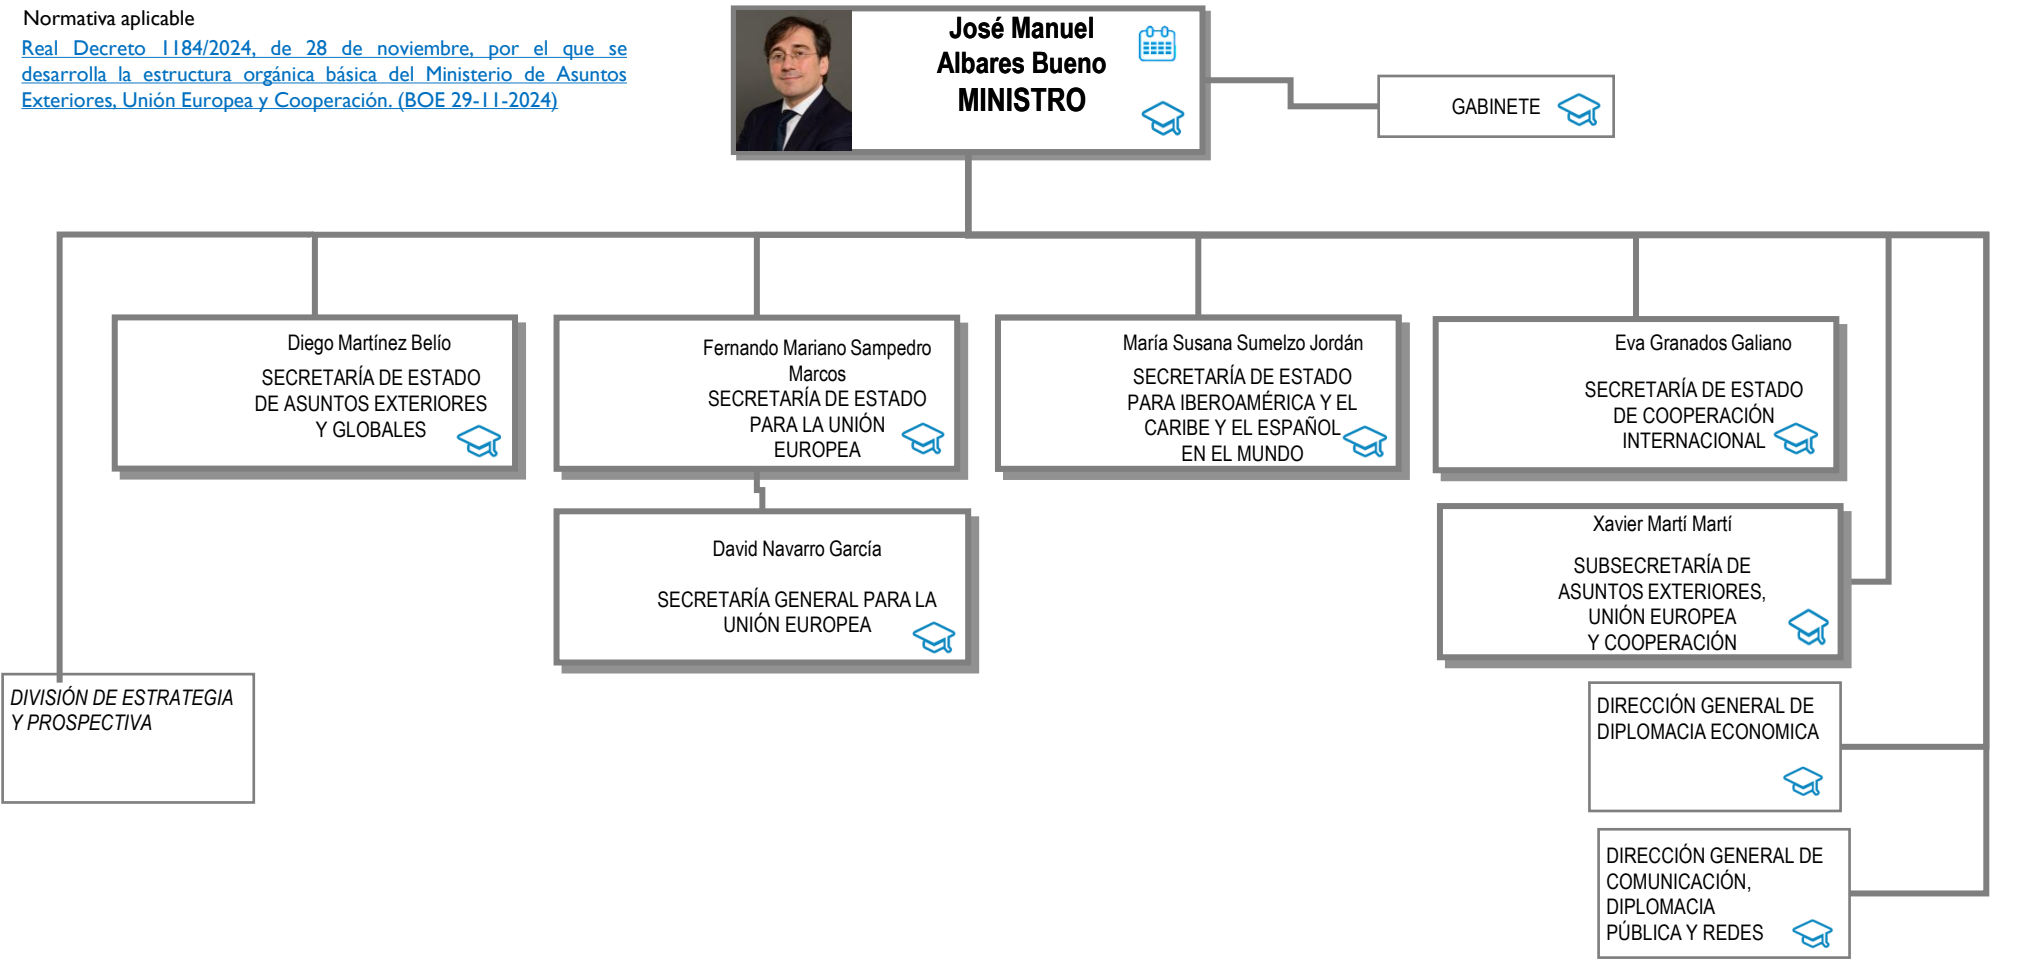 Normativa aplicable
Real Decreto 1184/2024, de 28 de noviembre, por el que se
desarrolla la estructura orgánica básica del Ministerio de Asuntos
Exteriores, Unión Europea y Cooperación. (BOE 29-11-2024)
José Manuel
Albares Bueno
MINISTRO
GABINETE
Diego Martínez Belío
SECRETARÍA DE ESTADO
DE ASUNTOS EXTERIORES
Y GLOBALES
Fernando Mariano Sampedro
Marcos
SECRETARÍA DE ESTADO
PARA LA UNIÓN
EUROPEA
María Susana Sumelzo Jordán
SECRETARÍA DE ESTADO
PARA IBEROAMÉRICA Y EL
CARIBE Y EL ESPAÑOL
EN EL MUNDO
Eva Granados Galiano
SECRETARÍA DE ESTADO
DE COOPERACIÓN
INTERNACIONAL
David Navarro García
SECRETARÍA GENERAL PARA LA
UNIÓN EUROPEA
Xavier Martí Martí
SUBSECRETARÍA DE
ASUNTOS EXTERIORES,
UNIÓN EUROPEA
Y COOPERACIÓN
DIVISIÓN DE ESTRATEGIA
Y PROSPECTIVA
DIRECCIÓN GENERAL DE
DIPLOMACIA ECONOMICA
DIRECCIÓN GENERAL DE
COMUNICACIÓN,
DIPLOMACIA
PÚBLICA Y REDES